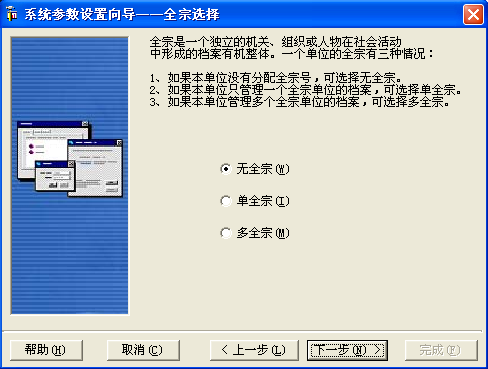 系统参数设置向导——全宗选择
全宗是一个独立的机关、组织或人物在社会活动
中形成的档案有机整体。一个单位的全宗有三种情况：
1、如果本单位没有分配全宗号，可选择无全宗。
2、如果本单位只管理一个全宗单位的档案，可选择单全宗。
3、如果本单位管理多个全宗单位的档案，可选择多全宗。
无全宗(W)
单全宗(I)
多全宗(M)
帮助(H) 取消(C) < 上一步(L) 下一步(N) > 完成(F)